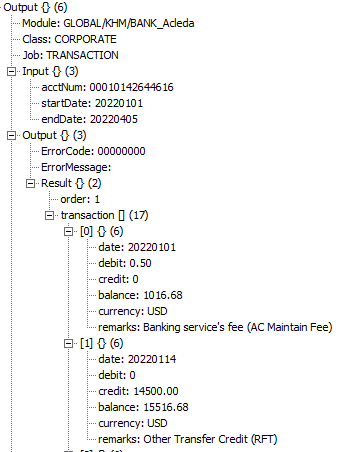 Output {} (6)
Module: GLOBAL/KHM/BANK_Acleda
Class: CORPORATE
Job: TRANSACTION
Input {} (3)
acctNum: 00010142644616
startDate: 20220101
endDate: 20220405
Output {} (3)
ErrorCode: 00000000
ErrorMessage:
Result {} (2)
order: 1
transaction [] (17)
[0] {} (6)
date: 20220101
debit: 0.50
credit: 0
balance: 1016.68
currency: USD
remarks: Banking service's fee (AC Maintain Fee)
[1] {} (6)
date: 20220114
debit: 0
credit: 14500.00
balance: 15516.68
currency: USD
remarks: Other Transfer Credit (RFT)